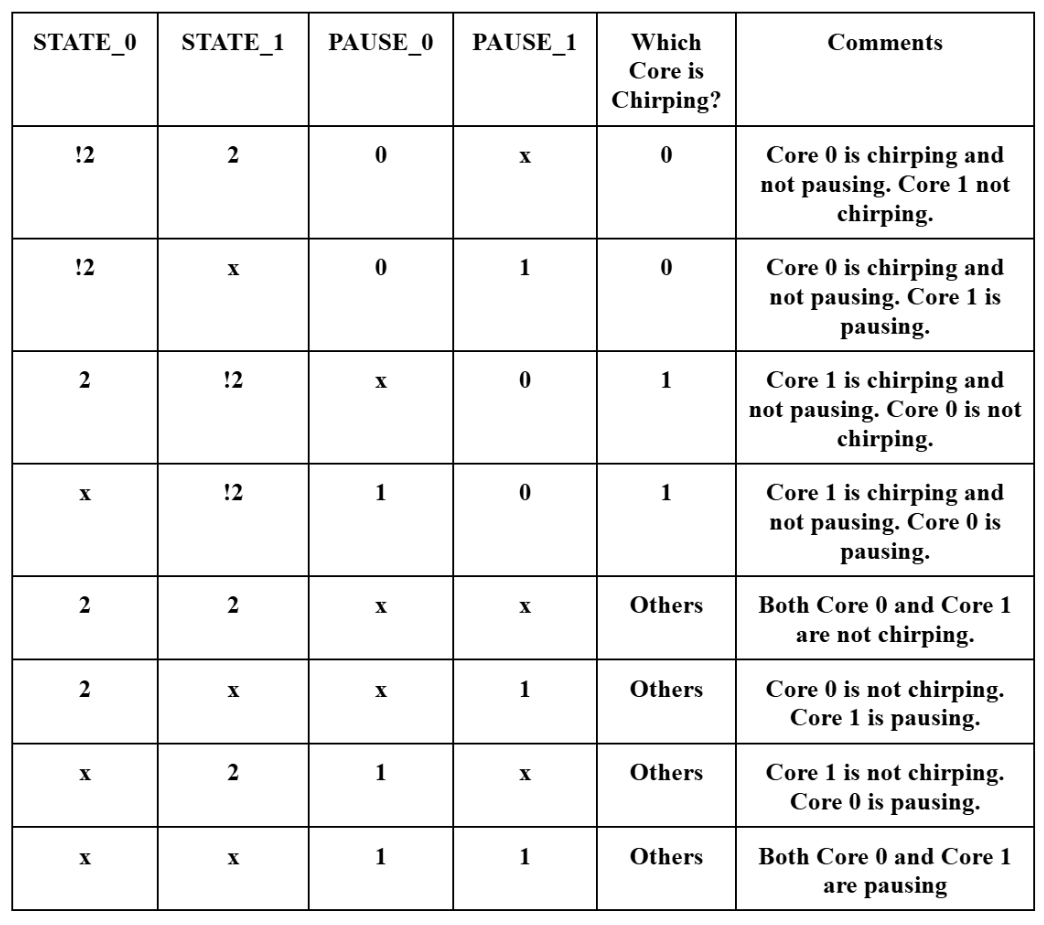 STATE_0 STATE_1 PAUSE_0 PAUSE_1 Which Comments
Core is
Chirping?
!2 2 0 x 0 Core 0 is chirping and
not pausing. Core 1 not
chirping.
!2 x 0 1 0 Core 0 is chirping and
not pausing. Core 1 is
pausing.
2 !2 x 0 1 Core 1 is chirping and
not pausing. Core 0 is not
chirping.
x !2 1 0 1 Core 1 is chirping and
not pausing. Core 0 is
pausing.
2 2 x x Others Both Core 0 and Core 1
are not chirping.
2 x x 1 Others Core 0 is not chirping.
Core 1 is pausing.
x 2 1 x Others Core 1 is not chirping.
Core 0 is pausing.
x x 1 1 Others Both Core 0 and Core 1
are pausing